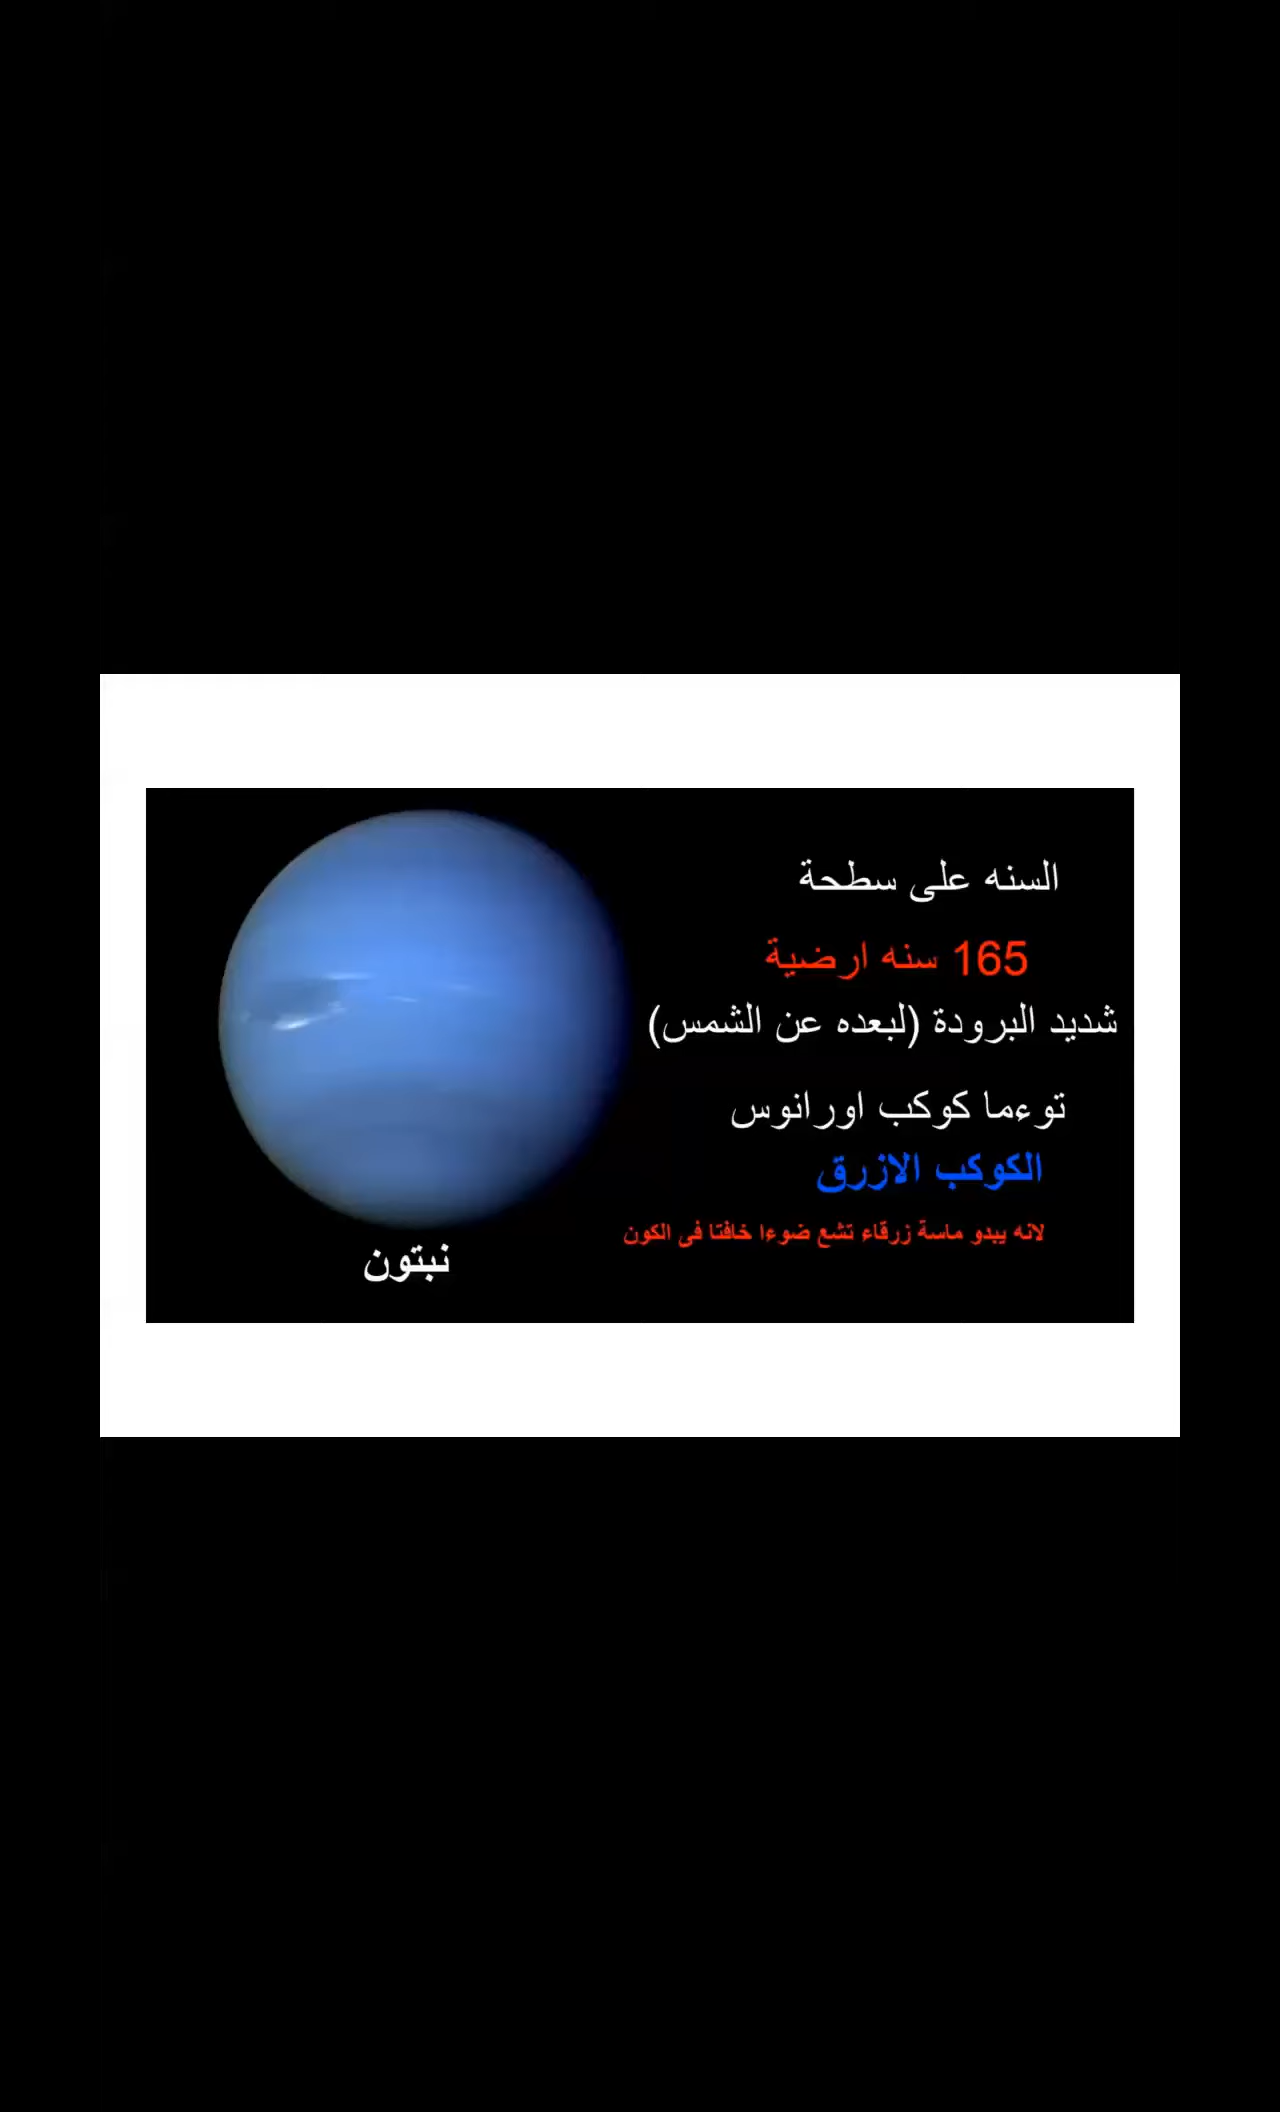 السنه على سطحة
165 سنه ارضية
شديد البرودة (لبعده عن الشمس)
توءما كوكب اورانوس
الكوكب الازرق
لانه يبدو ماسة زرقاء تشع ضوءا خافتا فى الكون
نبتون